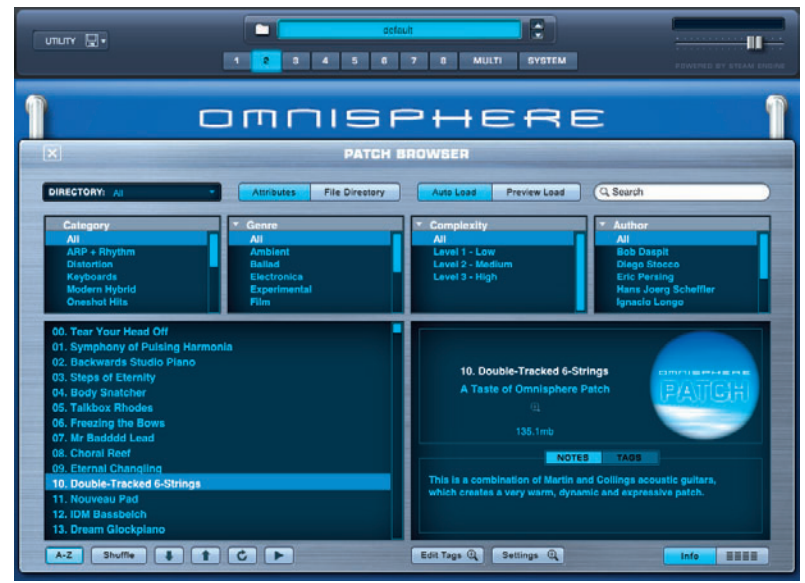 UTILITY
default
1 2 3 4 5 6 7 8 MULTI SYSTEM
POWERED BY STEAM ENGINE
OMNISPHERE
PATCH BROWSER
DIRECTORY: All
Attributes File Directory
Auto Load Preview Load
Search
Category
All
ARP + Rhythm
Distortion
Keyboards
Modern Hybrid
Oneshot Hits
Genre
All
Ambient
Ballad
Electronica
Experimental
Film
Complexity
All
Level 1 - Low
Level 2 - Medium
Level 3 - High
Author
All
Bob Daspit
Diego Stocco
Eric Persing
Hans Joerg Scheffler
Ignacio Longo
00. Tear Your Head Off
01. Symphony of Pulsing Harmonia
02. Backwards Studio Piano
03. Steps of Eternity
04. Body Snatcher
05. Talkbox Rhodes
06. Freezing the Bows
07. Mr Badddd Lead
08. Choral Reef
09. Eternal Changling
10. Double-Tracked 6-Strings
11. Nouveau Pad
12. IDM Bassbeich
13. Dream Glockplano
10. Double-Tracked 6-Strings
A Taste of Omnisphere Patch
135.1mb
OMNISPHERE
PATCH
NOTES TAGS
This is a combination of Martin and Collings acoustic guitars,
which creates a very warm, dynamic and expressive patch.
A-Z Shuffle
Edit Tags Settings
Info